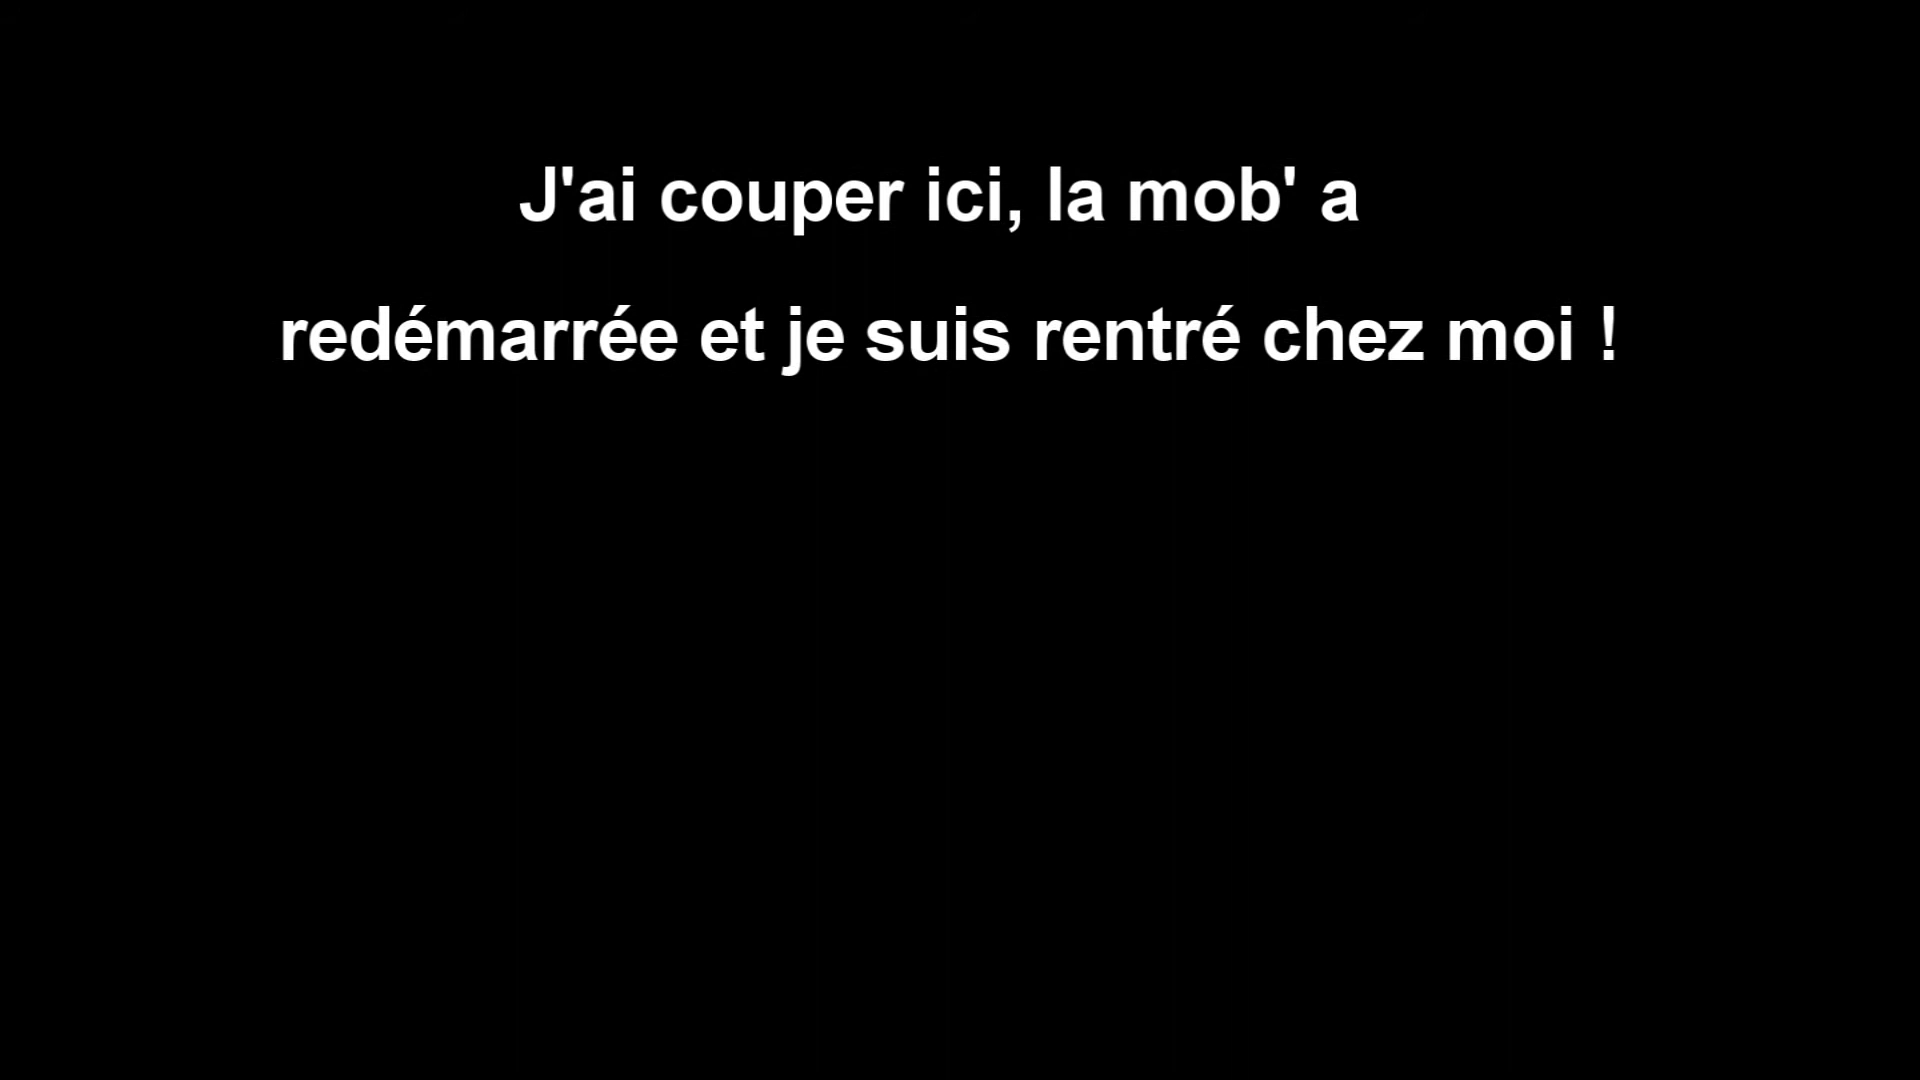 J'ai couper ici, la mob' a
redémarrée et je suis rentré chez moi !